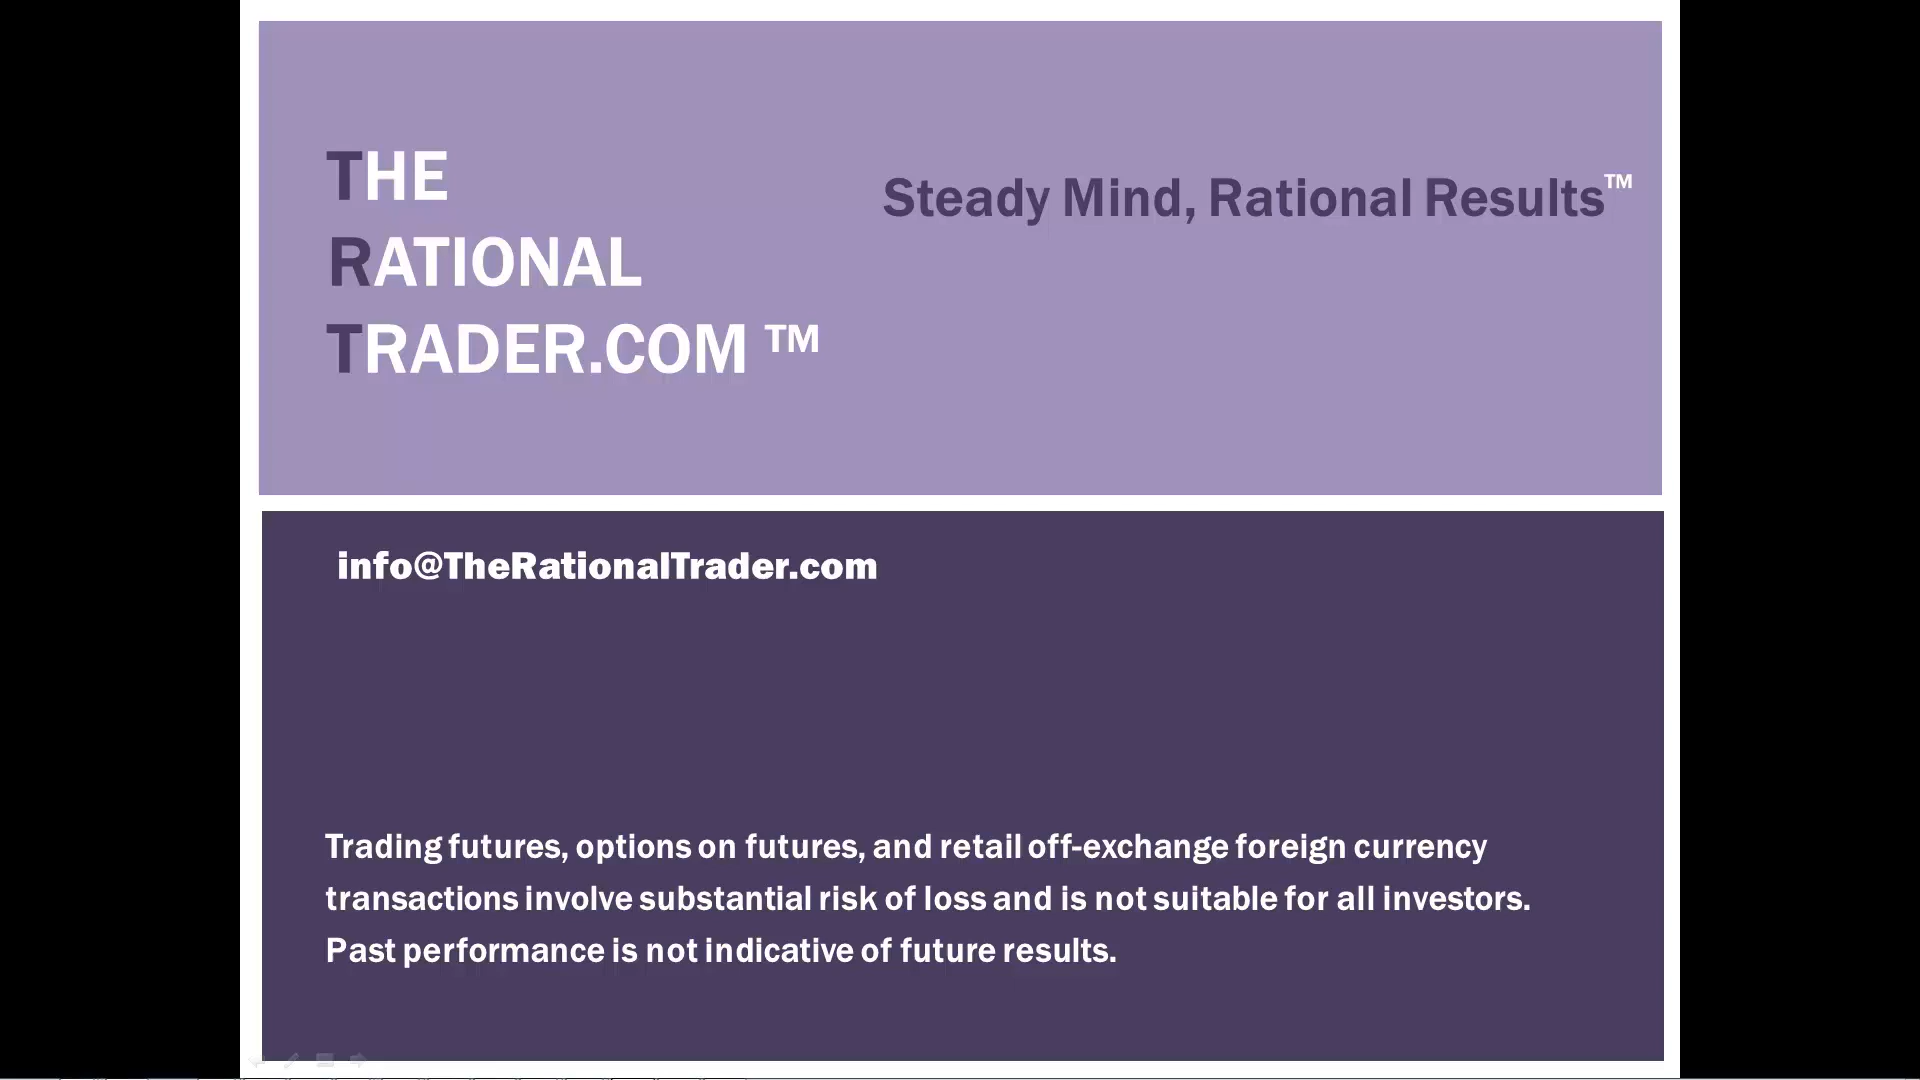 THE
RATIONAL
TRADER.COM ™
Steady Mind, Rational Results™
info@TheRationalTrader.com
Trading futures, options on futures, and retail off-exchange foreign currency
transactions involve substantial risk of loss and is not suitable for all investors.
Past performance is not indicative of future results.